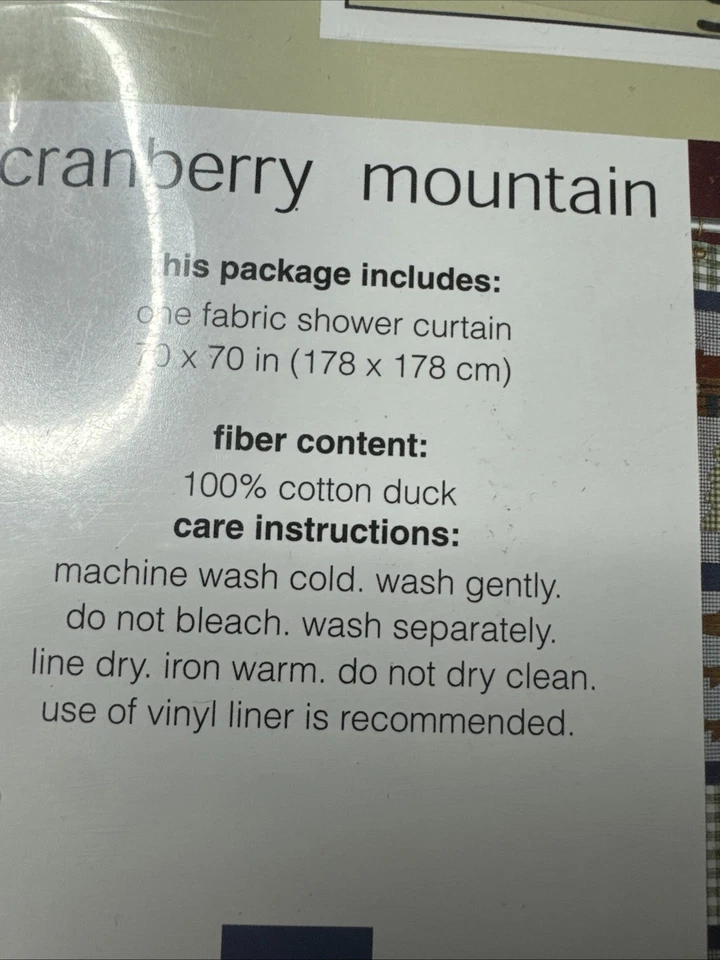 cranberry mountain
his package includes:
one fabric shower curtain
70 x 70 in (178 x 178 cm)
fiber content:
100% cotton duck
care instructions:
machine wash cold. wash gently.
do not bleach. wash separately.
line dry. iron warm. do not dry clean.
use of vinyl liner is recommended.